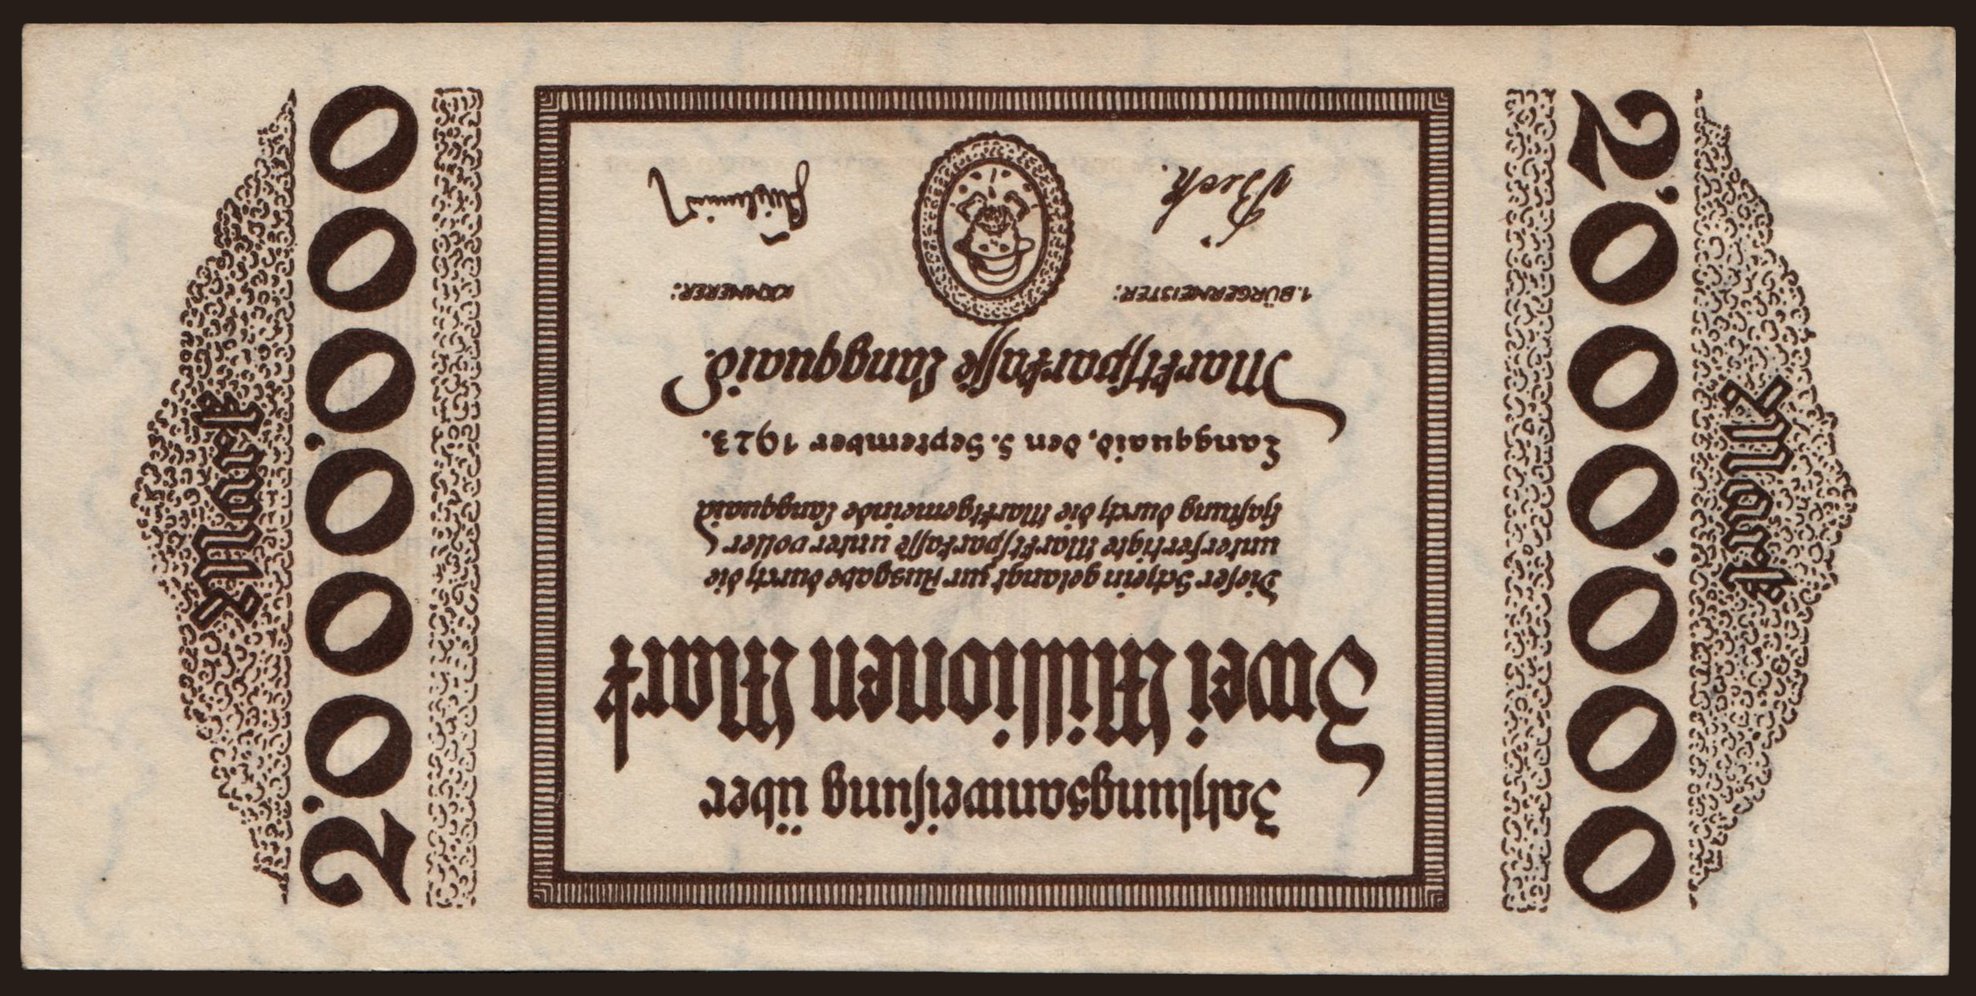 Zahlungsanweisung über
Zwei Millionen Mark
Dieser Schein gelangt zur Ausgabe durch die
unterfertigte Marktsparkasse unter voller
Haftung durch die Marktgemeinde Langquaid
Langquaid, den 5. September 1923.
Marktsparkasse Langquaid.
1. BÜRGERMEISTER:
KÄMMERER:
2'000.000
Mark
2'000.000
Mark